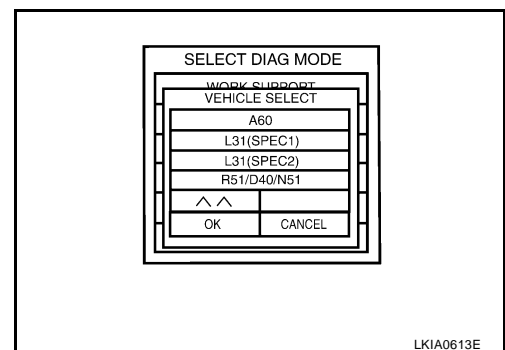 SELECT DIAG MODE
WORK SUPPORT
VEHICLE SELECT
A60
L31(SPEC1)
L31(SPEC2)
R51/D40/N51
^ ^
OK CANCEL
LKIA0613E